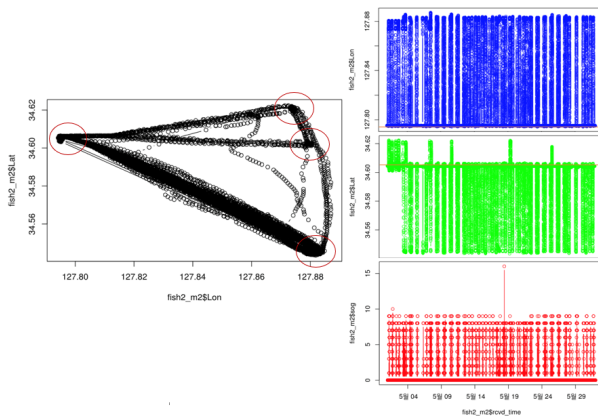 fish2_m2$Lat
34.56 34.58 34.60 34.62
127.80 127.82 127.84 127.86 127.88
fish2_m2$Lon
fish2_m2$Lon
127.80 127.84 127.88
fish2_m2$Lat
34.56 34.58 34.60 34.62
fish2_m2$sog
0 5 10 15
5월 04 5월 09 5월 14 5월 19 5월 24 5월 29
fish2_m2$rcvd_time